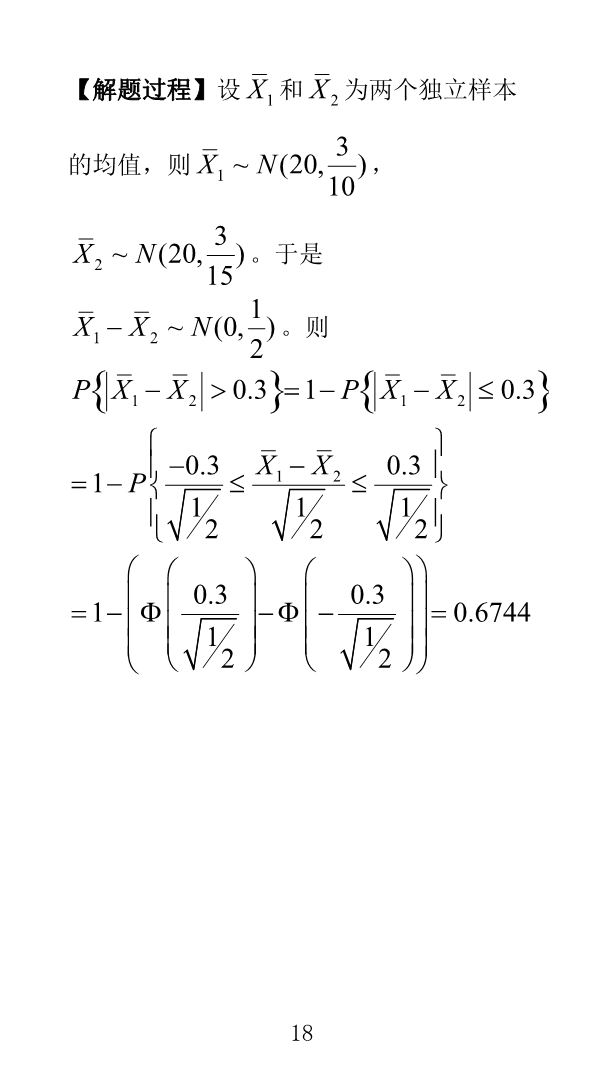 【解题过程】设 X̄₁ 和 X̄₂ 为两个独立样本
的均值，则 X̄₁ ~ N(20, 3/10)，
X̄₂ ~ N(20, 3/15)。于是
X̄₁ − X̄₂ ~ N(0, 1/2)。则
P{|X̄₁ − X̄₂| > 0.3} = 1 − P{|X̄₁ − X̄₂| ≤ 0.3}
= 1 − P{−0.3/√(1/2) ≤ (X̄₁ − X̄₂)/√(1/2) ≤ 0.3/√(1/2)}
= 1 − (Φ(0.3/√(1/2)) − Φ(−0.3/√(1/2))) = 0.6744
18